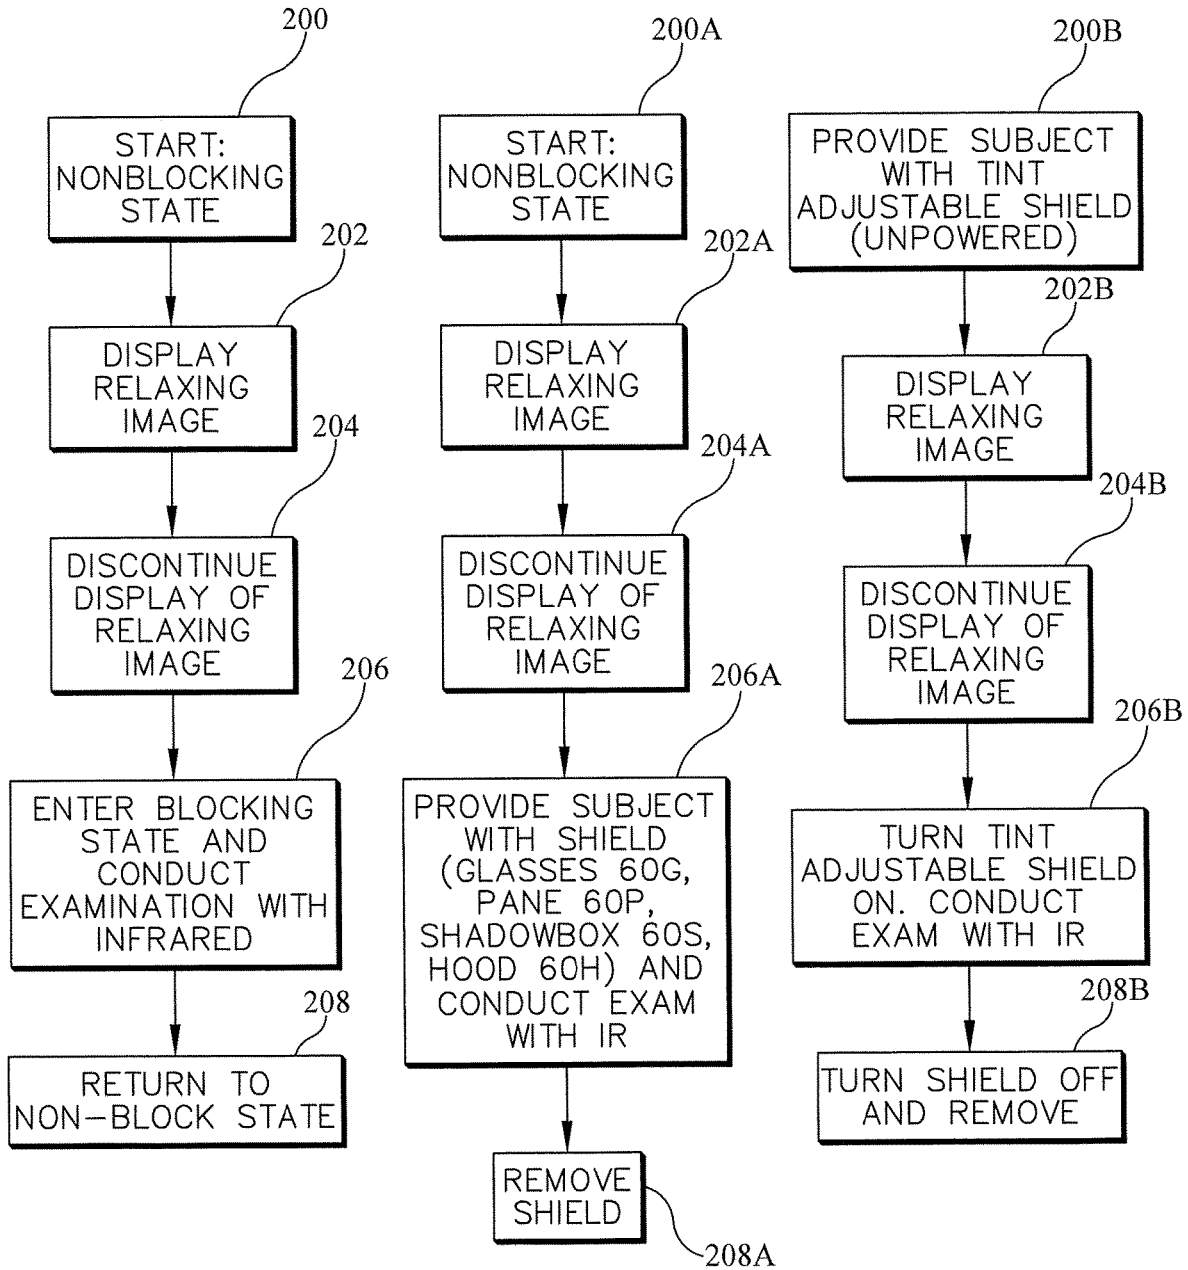 200
START:
NONBLOCKING
STATE
202
DISPLAY
RELAXING
IMAGE
204
DISCONTINUE
DISPLAY OF
RELAXING
IMAGE
206
ENTER BLOCKING
STATE AND
CONDUCT
EXAMINATION WITH
INFRARED
208
RETURN TO
NON-BLOCK STATE
200A
START:
NONBLOCKING
STATE
202A
DISPLAY
RELAXING
IMAGE
204A
DISCONTINUE
DISPLAY OF
RELAXING
IMAGE
206A
PROVIDE SUBJECT
WITH SHIELD
(GLASSES 60G,
PANE 60P,
SHADOWBOX 60S,
HOOD 60H) AND
CONDUCT EXAM
WITH IR
REMOVE
SHIELD
208A
200B
PROVIDE SUBJECT
WITH TINT
ADJUSTABLE SHIELD
(UNPOWERED)
202B
DISPLAY
RELAXING
IMAGE
204B
DISCONTINUE
DISPLAY OF
RELAXING
IMAGE
206B
TURN TINT
ADJUSTABLE SHIELD
ON. CONDUCT
EXAM WITH IR
208B
TURN SHIELD OFF
AND REMOVE